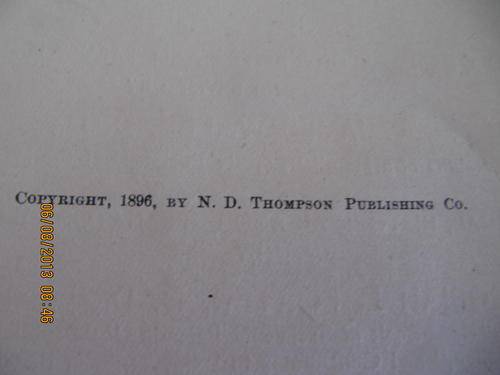 Copyright, 1896, by N. D. Thompson Publishing Co.
06/08/2013 08:46